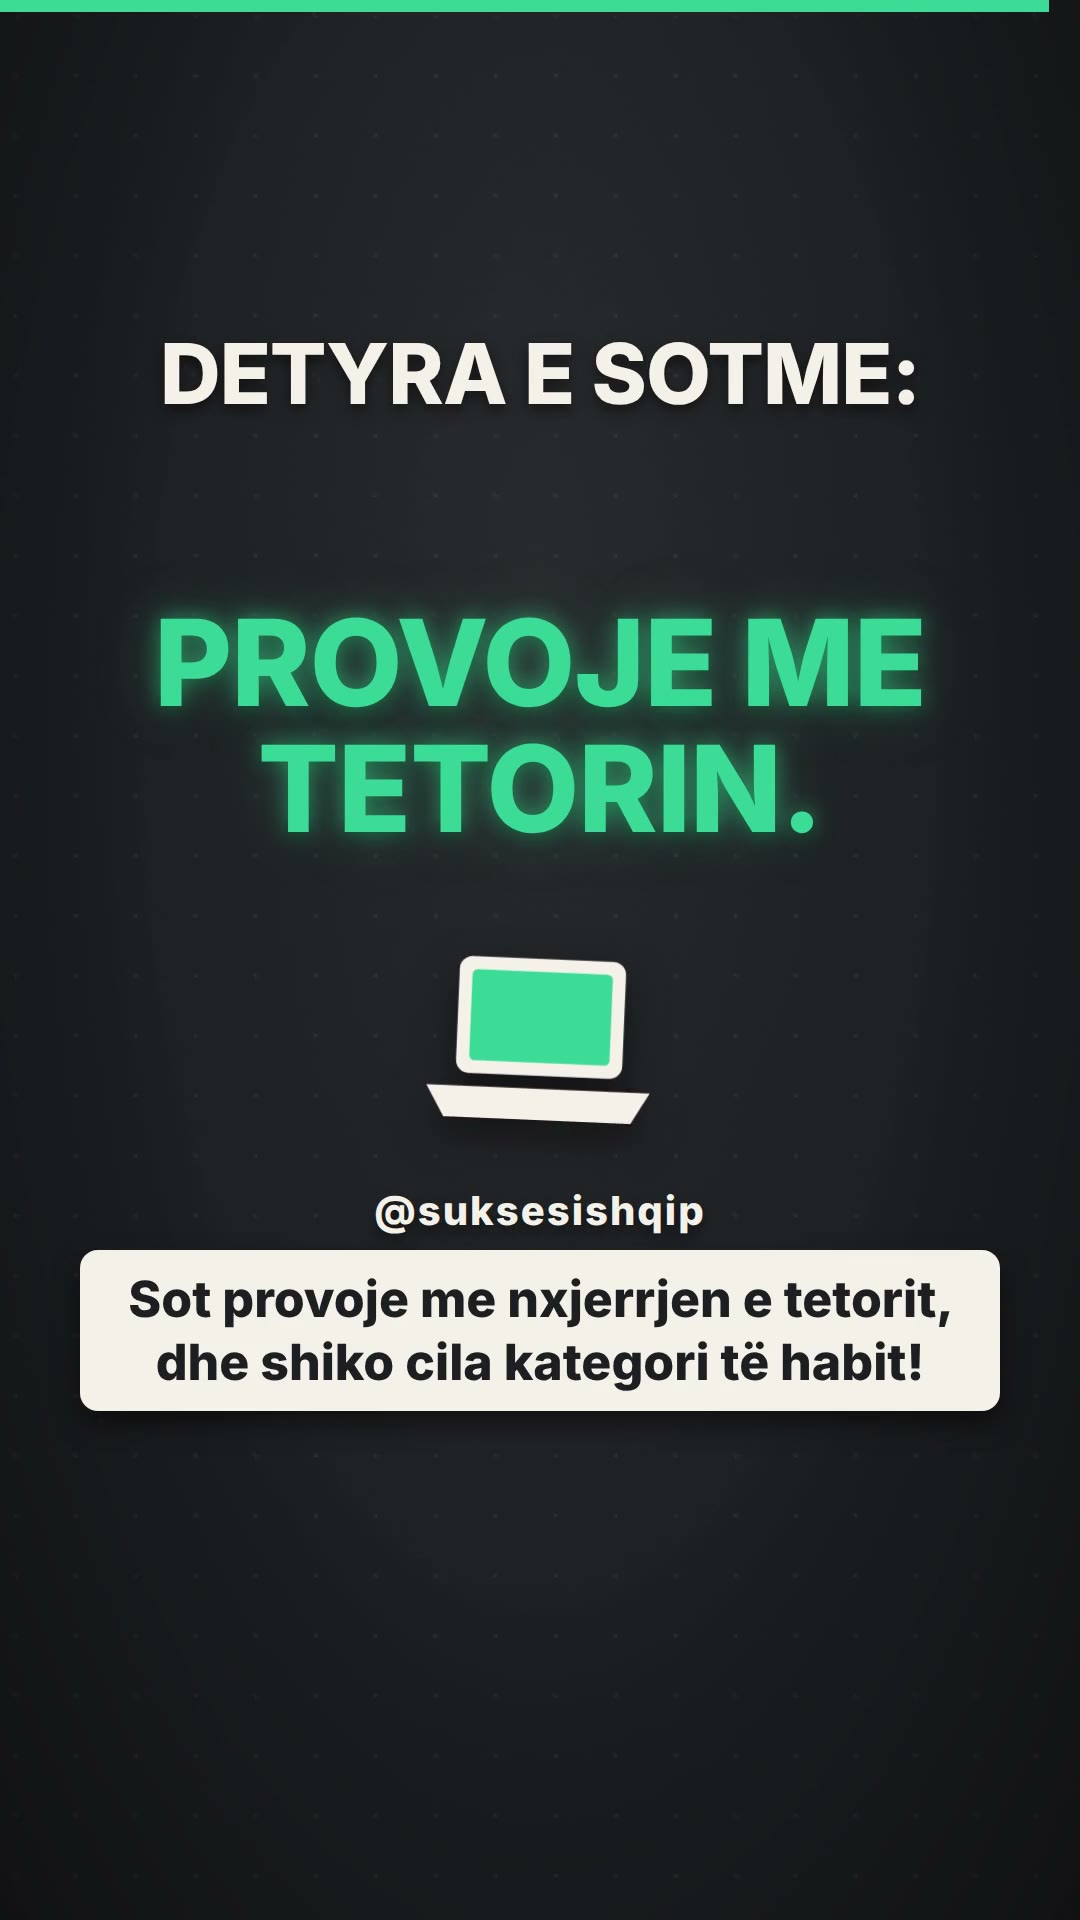 DETYRA E SOTME:
PROVOJE ME
TETORIN.
@suksesishqip
Sot provoje me nxjerrjen e tetorit,
dhe shiko cila kategori të habit!